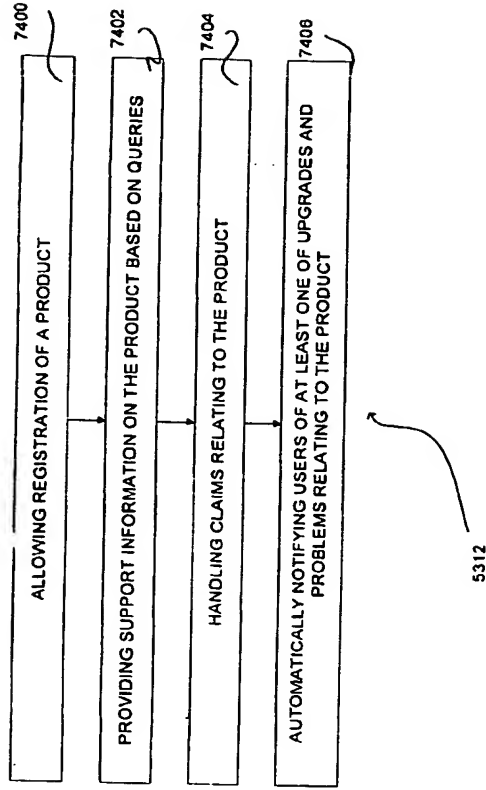 7400
ALLOWING REGISTRATION OF A PRODUCT
7402
PROVIDING SUPPORT INFORMATION ON THE PRODUCT BASED ON QUERIES
7404
HANDLING CLAIMS RELATING TO THE PRODUCT
7406
AUTOMATICALLY NOTIFYING USERS OF AT LEAST ONE OF UPGRADES AND
PROBLEMS RELATING TO THE PRODUCT
5312